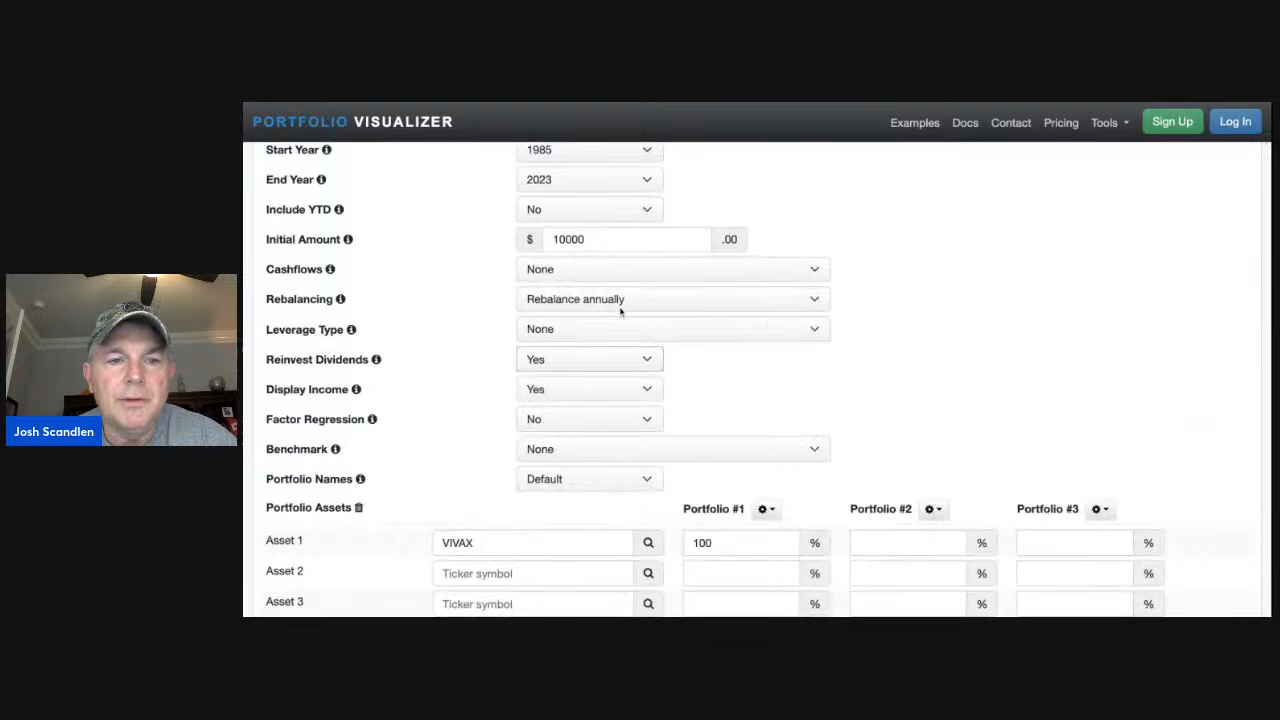 PORTFOLIO VISUALIZER
Examples Docs Contact Pricing Tools Sign Up Log In
Start Year 1985
End Year 2023
Include YTD No
Initial Amount $ 10000 .00
Cashflows None
Rebalancing Rebalance annually
Leverage Type None
Reinvest Dividends Yes
Display Income Yes
Factor Regression No
Benchmark None
Portfolio Names Default
Portfolio Assets Portfolio #1 Portfolio #2 Portfolio #3
Asset 1 VIVAX 100 % % %
Asset 2 Ticker symbol % % %
Asset 3 Ticker symbol % % %
Josh Scandlen